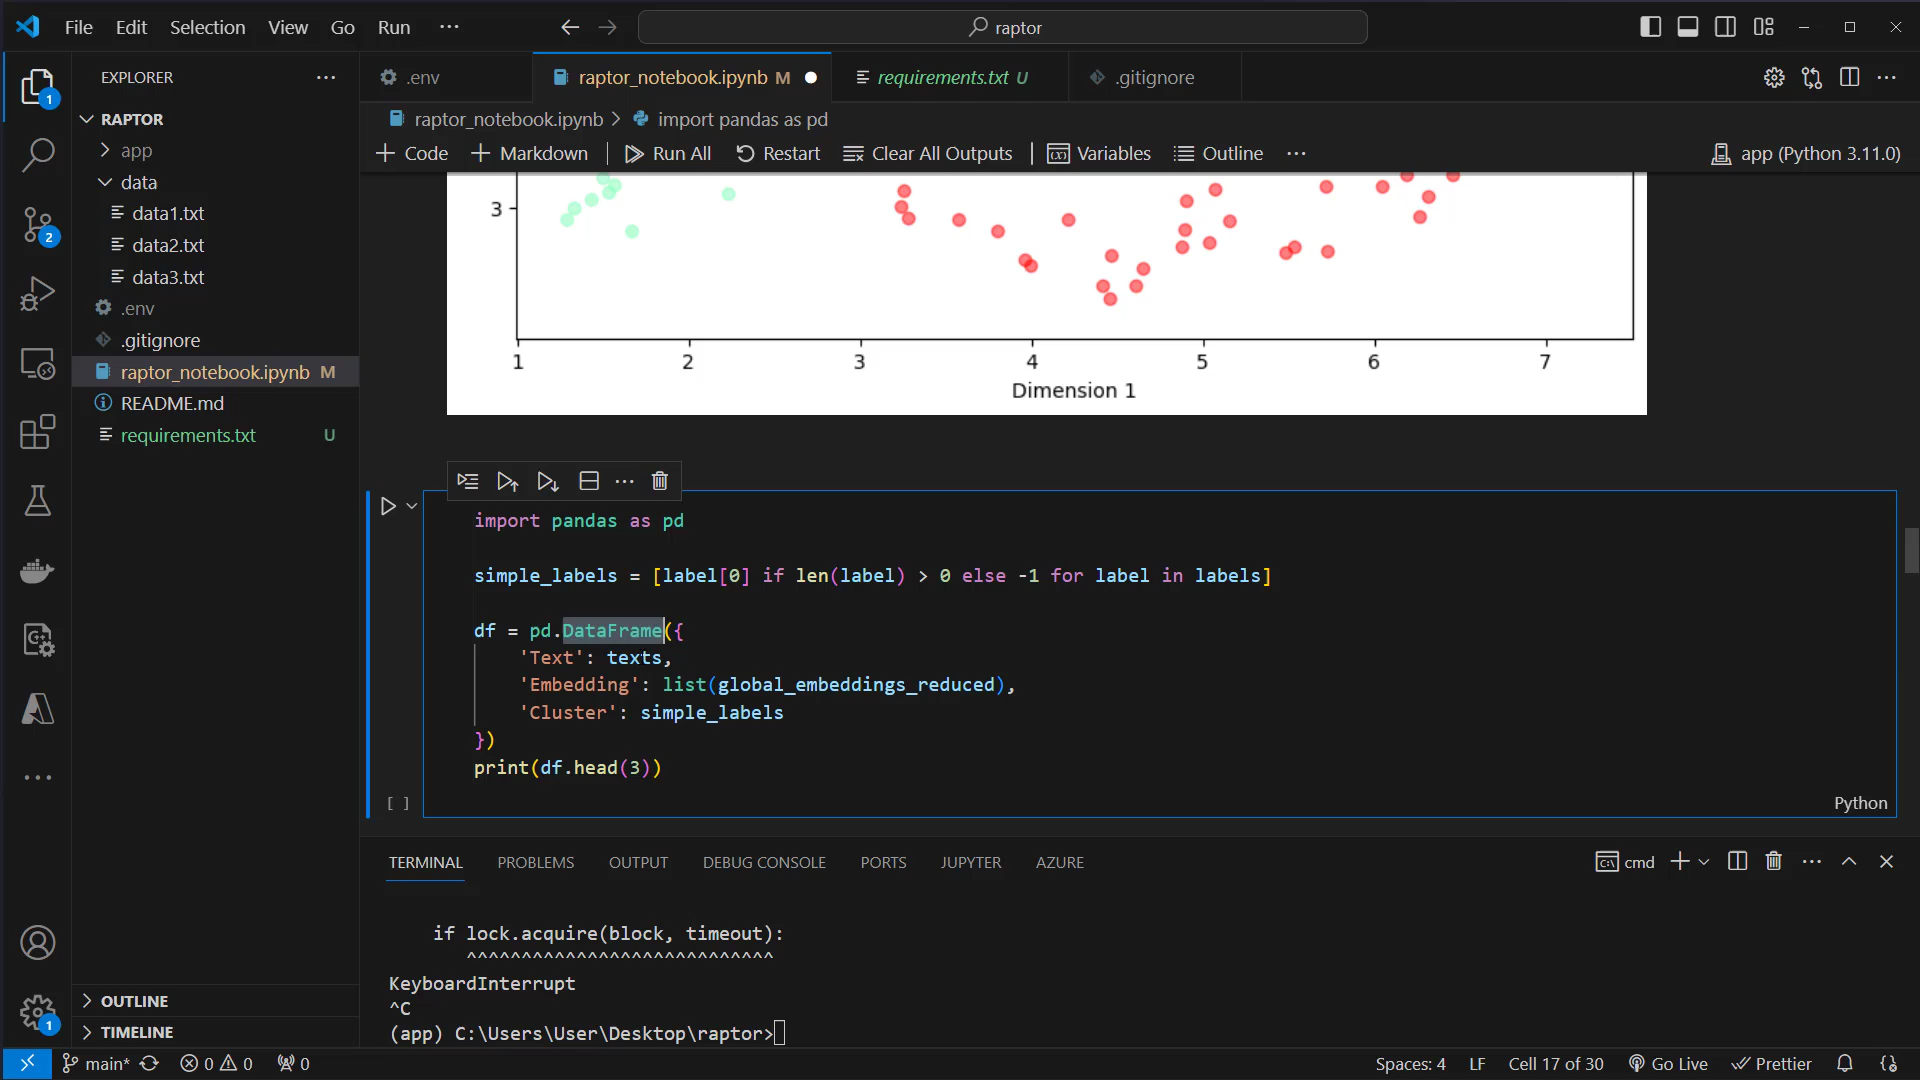 File Edit Selection View Go Run ··· raptor
EXPLORER ···
.env raptor_notebook.ipynb M requirements.txt U .gitignore
RAPTOR
raptor_notebook.ipynb > import pandas as pd
Code Markdown Run All Restart Clear All Outputs Variables Outline ··· app (Python 3.11.0)
app
data
data1.txt
data2.txt
data3.txt
.env
.gitignore
raptor_notebook.ipynb M
README.md
requirements.txt U
3
1 2 3 4 5 6 7
Dimension 1
import pandas as pd
simple_labels = [label[0] if len(label) > 0 else -1 for label in labels]
df = pd.DataFrame({
'Text': texts,
'Embedding': list(global_embeddings_reduced),
'Cluster': simple_labels
})
print(df.head(3))
[ ] Python
TERMINAL PROBLEMS OUTPUT DEBUG CONSOLE PORTS JUPYTER AZURE cmd
if lock.acquire(block, timeout):
^^^^^^^^^^^^^^^^^^^^^^^^^^^^
KeyboardInterrupt
^C
(app) C:\Users\User\Desktop\raptor>
1
2
1
OUTLINE
TIMELINE
main* 0 0 0 Spaces: 4 LF Cell 17 of 30 Go Live Prettier